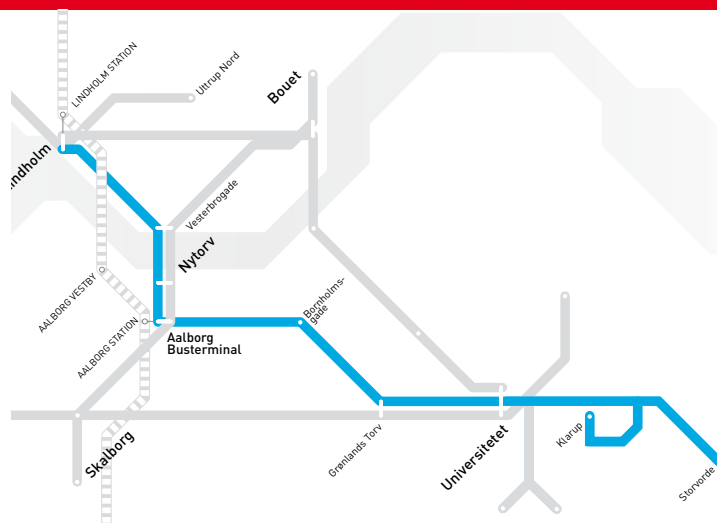 LINDHOLM STATION
Uttrup Nord
Bouet
ndholm
Vesterbrogade
Nytorv
AALBORG VESTBY
AALBORG STATION
Bornholms-
gade
Aalborg
Busterminal
Skalborg
Grønlands Torv
Universitetet
Klarup
Storvorde